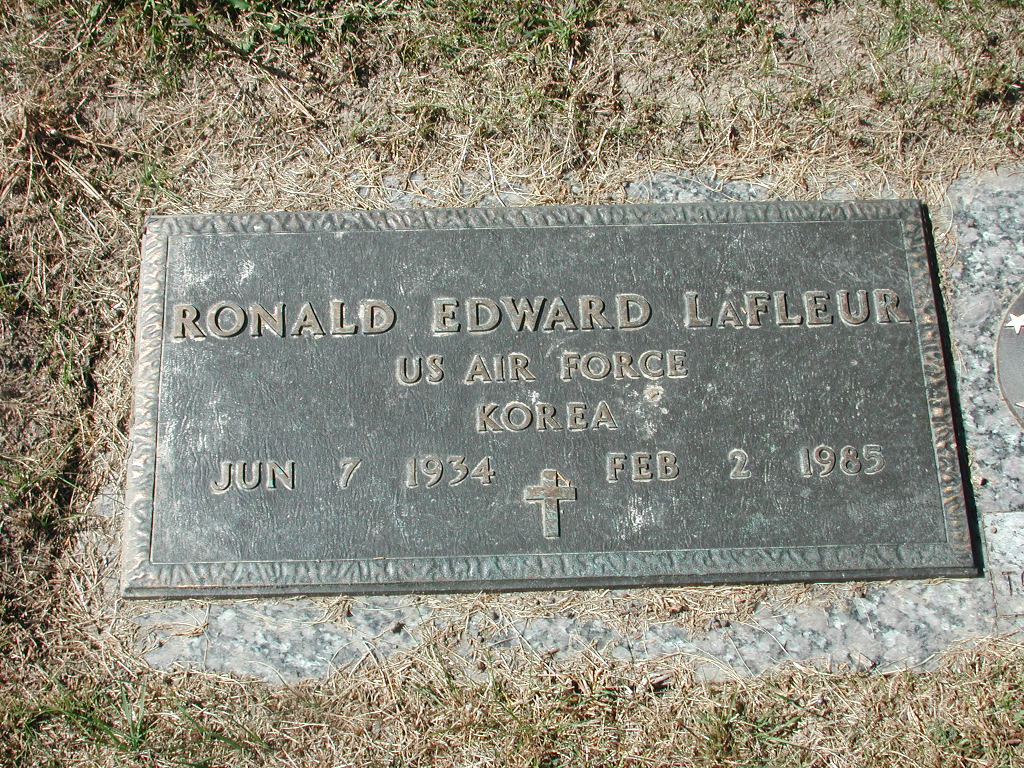 RONALD EDWARD LAFLEUR
US AIR FORCE
KOREA
JUN 7 1934 FEB 2 1985